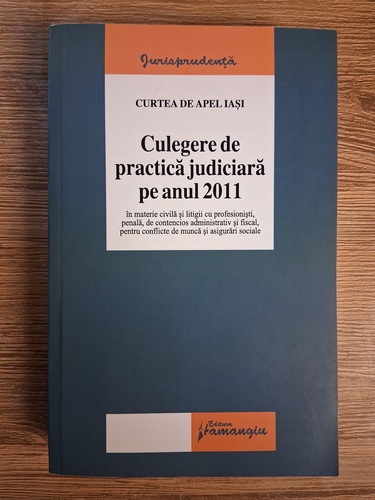 Jurisprudență
CURTEA DE APEL IAȘI
Culegere de
practică judiciară
pe anul 2011
în materie civilă și litigii cu profesioniști,
penală, de contencios administrativ și fiscal,
pentru conflicte de muncă și asigurări sociale
Editura
Hamangiu